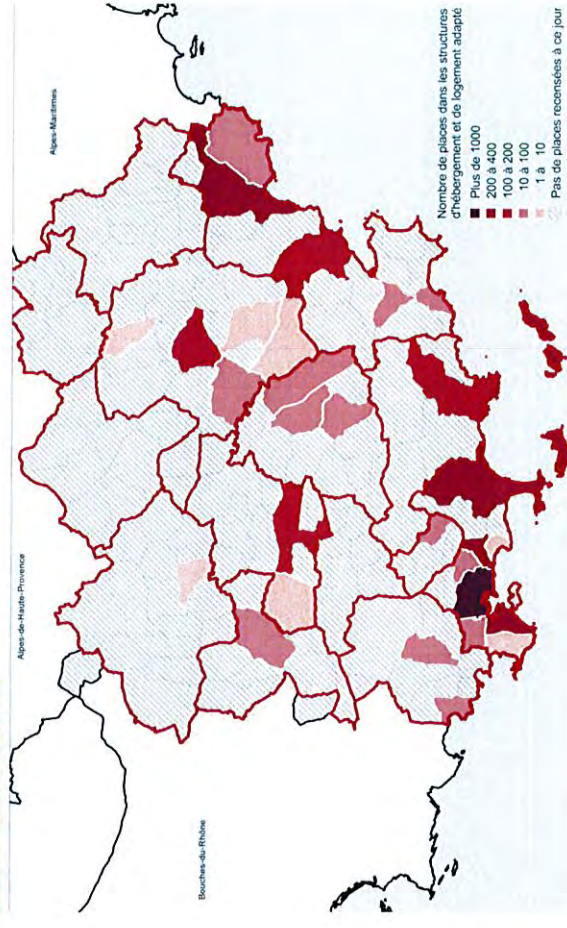 Alpes-Maritimes
Alpes-de-Haute-Provence
Bouches-du-Rhône
Nombre de places dans les structures
d'hébergement et de logement adapté
Plus de 1000
200 à 400
100 à 200
10 à 100
1 à 10
Pas de places recensées à ce jour